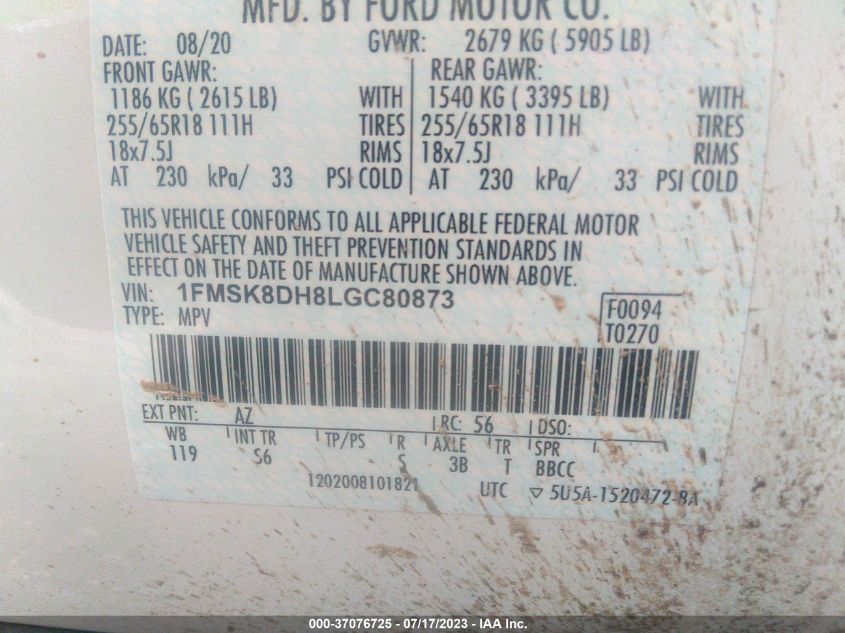 MFD. BY FORD MOTOR CO.
DATE: 08/20 GVWR: 2679 KG ( 5905 LB)
FRONT GAWR: REAR GAWR:
1186 KG ( 2615 LB) WITH 1540 KG ( 3395 LB) WITH
255/65R18 111H TIRES 255/65R18 111H TIRES
18x7.5J RIMS 18x7.5J RIMS
AT 230 kPa/ 33 PSI COLD AT 230 kPa/ 33 PSI COLD
THIS VEHICLE CONFORMS TO ALL APPLICABLE FEDERAL MOTOR
VEHICLE SAFETY AND THEFT PREVENTION STANDARDS IN
EFFECT ON THE DATE OF MANUFACTURE SHOWN ABOVE.
VIN: 1FMSK8DH8LGC80873 F0094
TYPE: MPV T0270
EXT PNT: AZ RC: 56 DSO:
WB INT TR TP/PS R AXLE TR SPR
119 S6 S 3B T BBCC
1202008101821 UTC ▽ 5U5A-1520472-BA
000-37076725 - 07/17/2023 - IAA Inc.